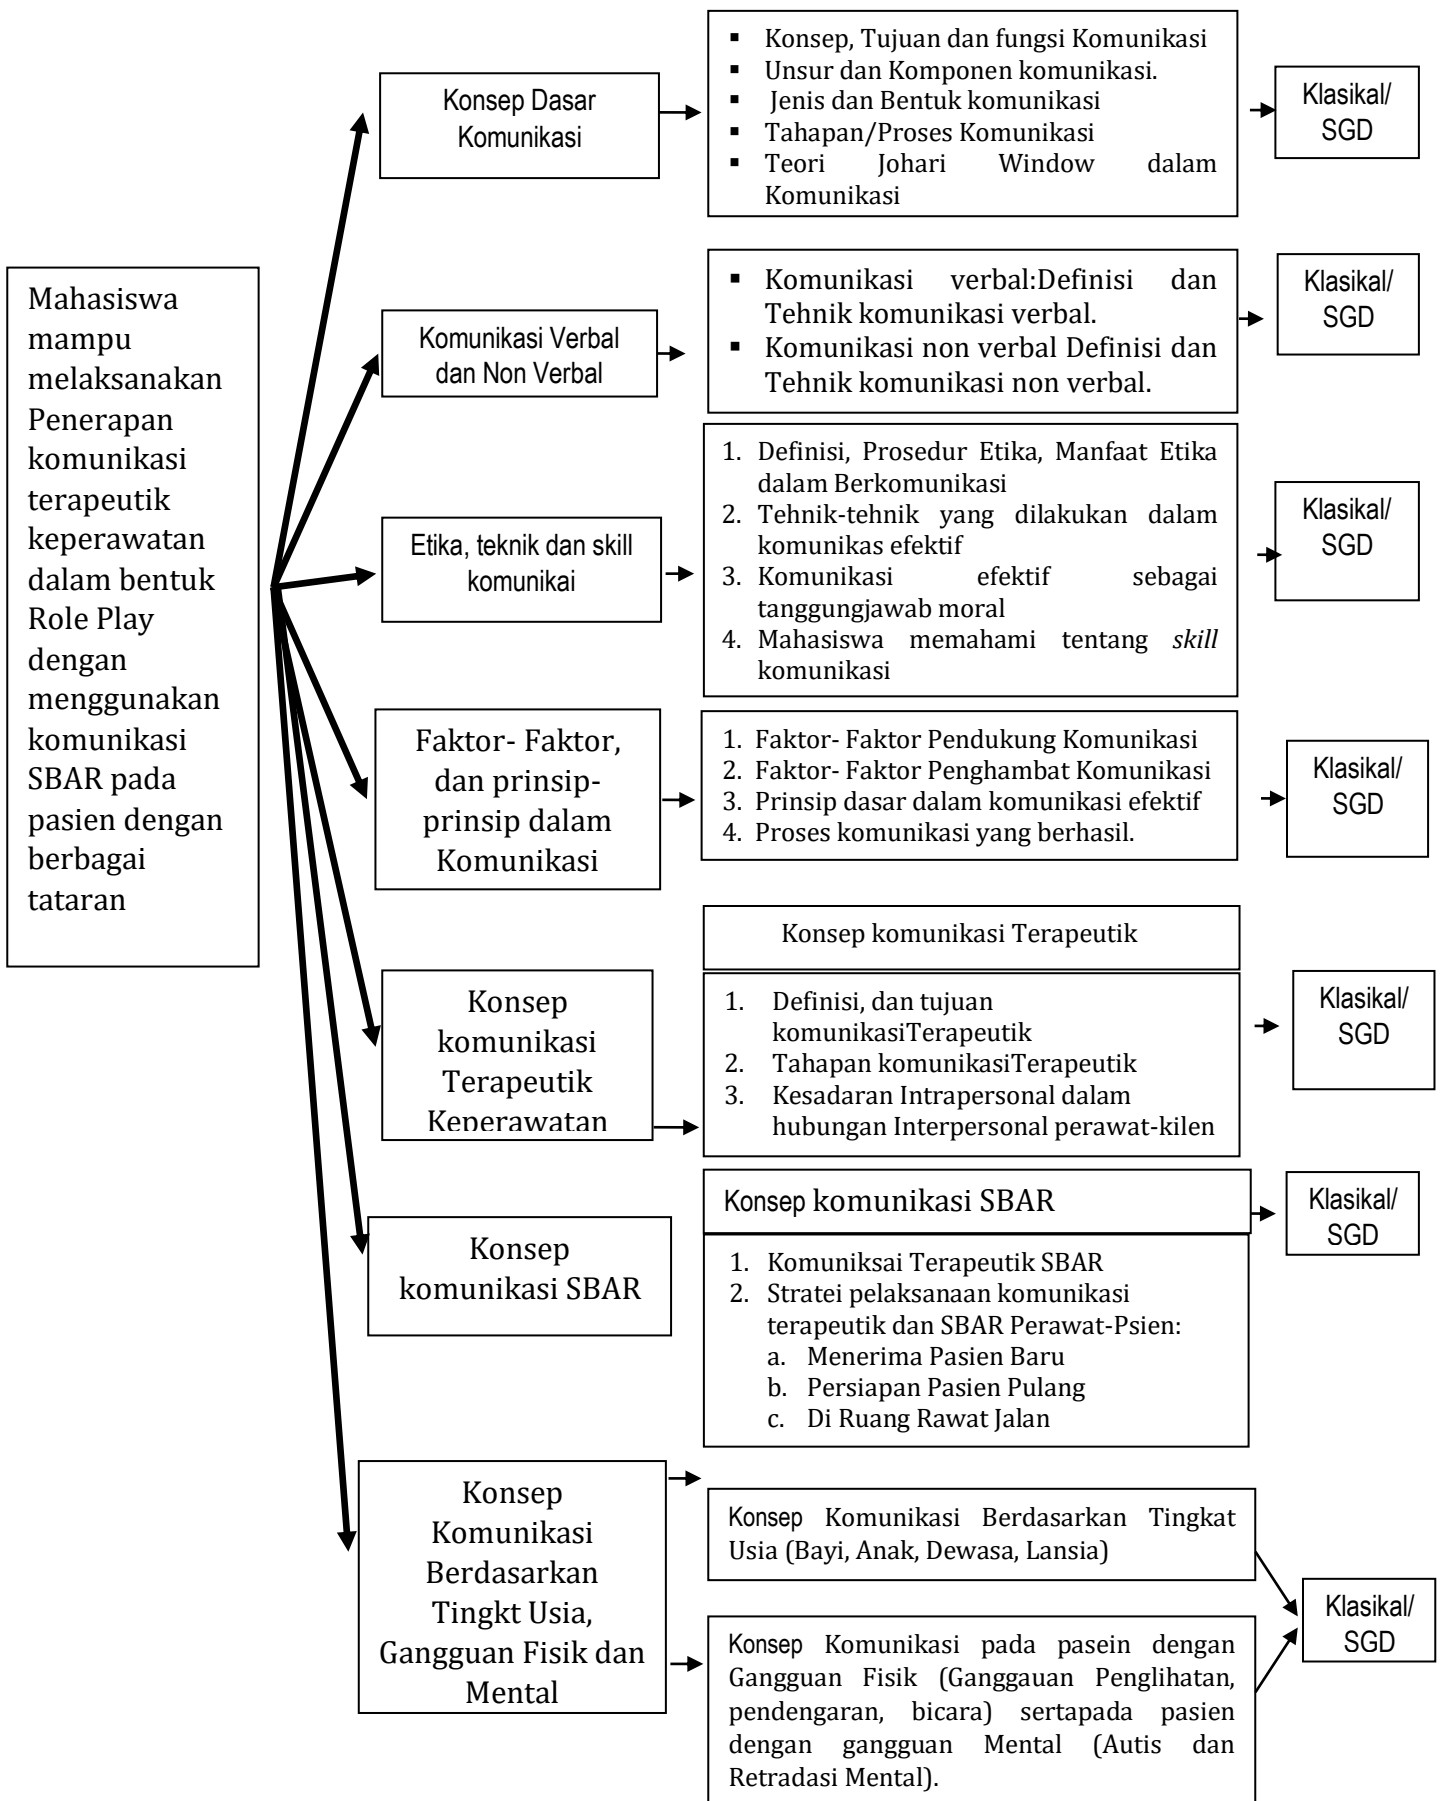 Mahasiswa
mampu
melaksanakan
Penerapan
komunikasi
terapeutik
keperawatan
dalam bentuk
Role Play
dengan
menggunakan
komunikasi
SBAR pada
pasien dengan
berbagai
tataran
Konsep Dasar
Komunikasi
▪ Konsep, Tujuan dan fungsi Komunikasi
▪ Unsur dan Komponen komunikasi.
▪ Jenis dan Bentuk komunikasi
▪ Tahapan/Proses Komunikasi
▪ Teori Johari Window dalam
Komunikasi
Klasikal/
SGD
Komunikasi Verbal
dan Non Verbal
▪ Komunikasi verbal:Definisi dan
Tehnik komunikasi verbal.
▪ Komunikasi non verbal Definisi dan
Tehnik komunikasi non verbal.
Klasikal/
SGD
Etika, teknik dan skill
komunikai
1. Definisi, Prosedur Etika, Manfaat Etika
dalam Berkomunikasi
2. Tehnik-tehnik yang dilakukan dalam
komunikas efektif
3. Komunikasi efektif sebagai
tanggungjawab moral
4. Mahasiswa memahami tentang skill
komunikasi
Klasikal/
SGD
Faktor- Faktor,
dan prinsip-
prinsip dalam
Komunikasi
1. Faktor- Faktor Pendukung Komunikasi
2. Faktor- Faktor Penghambat Komunikasi
3. Prinsip dasar dalam komunikasi efektif
4. Proses komunikasi yang berhasil.
Klasikal/
SGD
Konsep
komunikasi
Terapeutik
Keperawatan
Konsep komunikasi Terapeutik
1. Definisi, dan tujuan
komunikasiTerapeutik
2. Tahapan komunikasiTerapeutik
3. Kesadaran Intrapersonal dalam
hubungan Interpersonal perawat-kilen
Klasikal/
SGD
Konsep
komunikasi SBAR
Konsep komunikasi SBAR
1. Komuniksai Terapeutik SBAR
2. Stratei pelaksanaan komunikasi
terapeutik dan SBAR Perawat-Psien:
a. Menerima Pasien Baru
b. Persiapan Pasien Pulang
c. Di Ruang Rawat Jalan
Klasikal/
SGD
Konsep
Komunikasi
Berdasarkan
Tingkt Usia,
Gangguan Fisik dan
Mental
Konsep Komunikasi Berdasarkan Tingkat
Usia (Bayi, Anak, Dewasa, Lansia)
Konsep Komunikasi pada pasein dengan
Gangguan Fisik (Ganggauan Penglihatan,
pendengaran, bicara) sertapada pasien
dengan gangguan Mental (Autis dan
Retradasi Mental).
Klasikal/
SGD